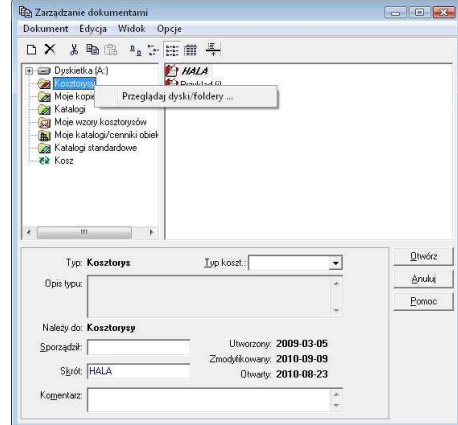 Zarządzanie dokumentami
Dokument Edycja Widok Opcje
Dyskietka (A:)
Kosztorysy
Moje kopie
Katalogi
Moje wzory kosztorysów
Moje katalogi/cenniki obiek
Katalogi standardowe
Kosz
HALA
Przykład (i)
Przeglądaj dyski/foldery ...
Typ: Kosztorys
Typ koszt.:
Opis typu:
Należy do: Kosztorysy
Sporządził:
Skrót: HALA
Komentarz:
Utworzony: 2009-03-05
Zmodyfikowany: 2010-09-09
Otwarty: 2010-08-23
Otwórz
Anuluj
Pomoc